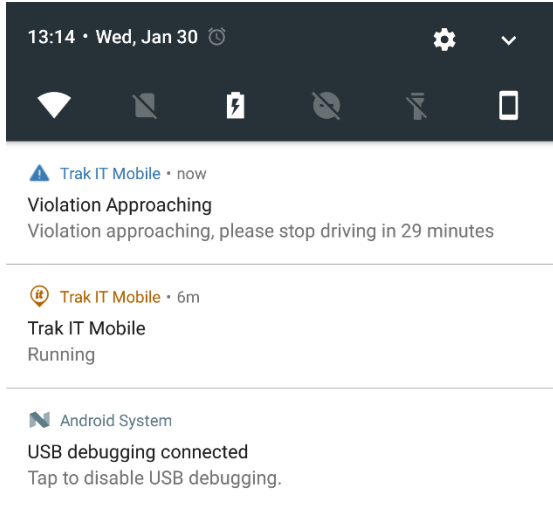 13:14 • Wed, Jan 30
Trak IT Mobile • now
Violation Approaching
Violation approaching, please stop driving in 29 minutes
it Trak IT Mobile • 6m
Trak IT Mobile
Running
N Android System
USB debugging connected
Tap to disable USB debugging.